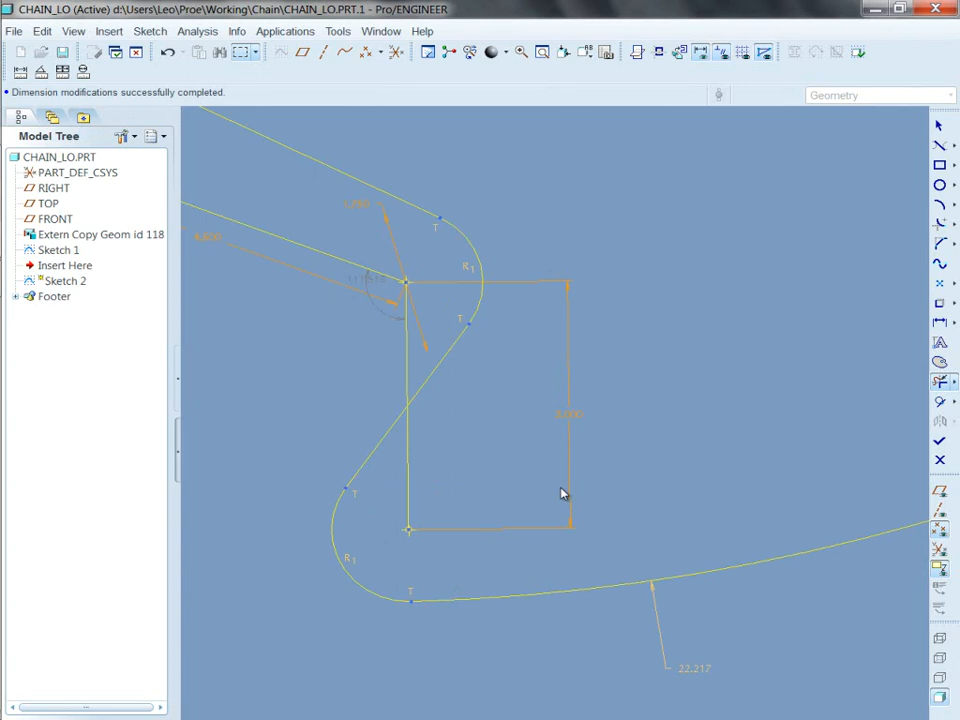 CHAIN_LO (Active) d:\Users\Leo\Proe\Working\Chain\CHAIN_LO.PRT.1 - Pro/ENGINEER
File Edit View Insert Sketch Analysis Info Applications Tools Window Help
Dimension modifications successfully completed.
Geometry
Model Tree
CHAIN_LO.PRT
PART_DEF_CSYS
RIGHT
TOP
FRONT
Extern Copy Geom id 118
Sketch 1
Insert Here
Sketch 2
Footer
T
R1
T
T
R1
T
22.217